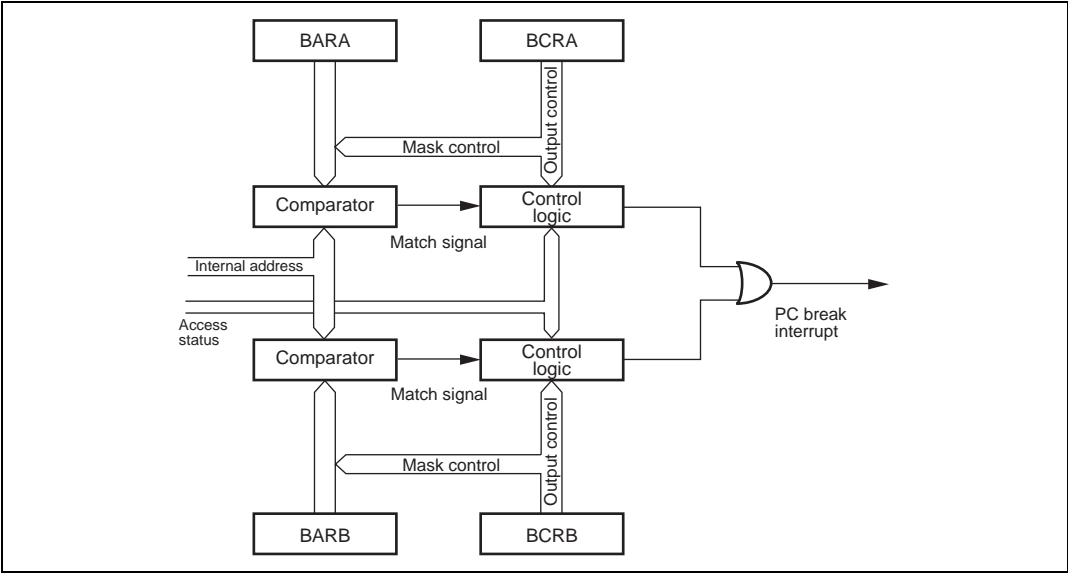 BARA
BCRA
Output control
Mask control
Comparator
Control
logic
Match signal
Internal address
Access
status
PC break
interrupt
Comparator
Control
logic
Match signal
Output control
Mask control
BARB
BCRB